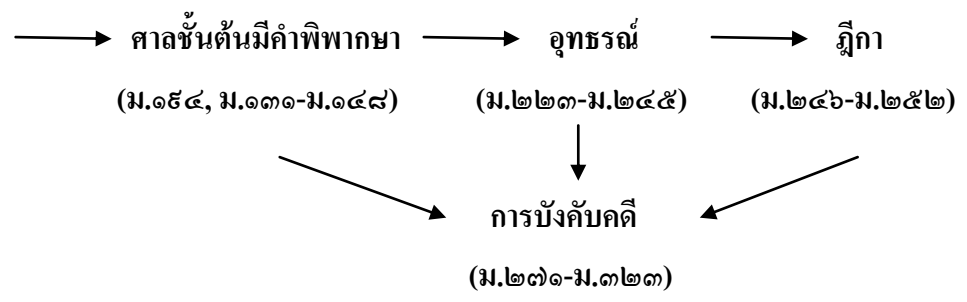 ศาลชั้นต้นมีคำพิพากษา อุทธรณ์ ฎีกา
(ม.๑๙๔, ม.๑๓๑-ม.๑๔๘) (ม.๒๒๓-ม.๒๔๕) (ม.๒๔๖-ม.๒๕๒)
การบังคับคดี
(ม.๒๗๑-ม.๓๒๓)